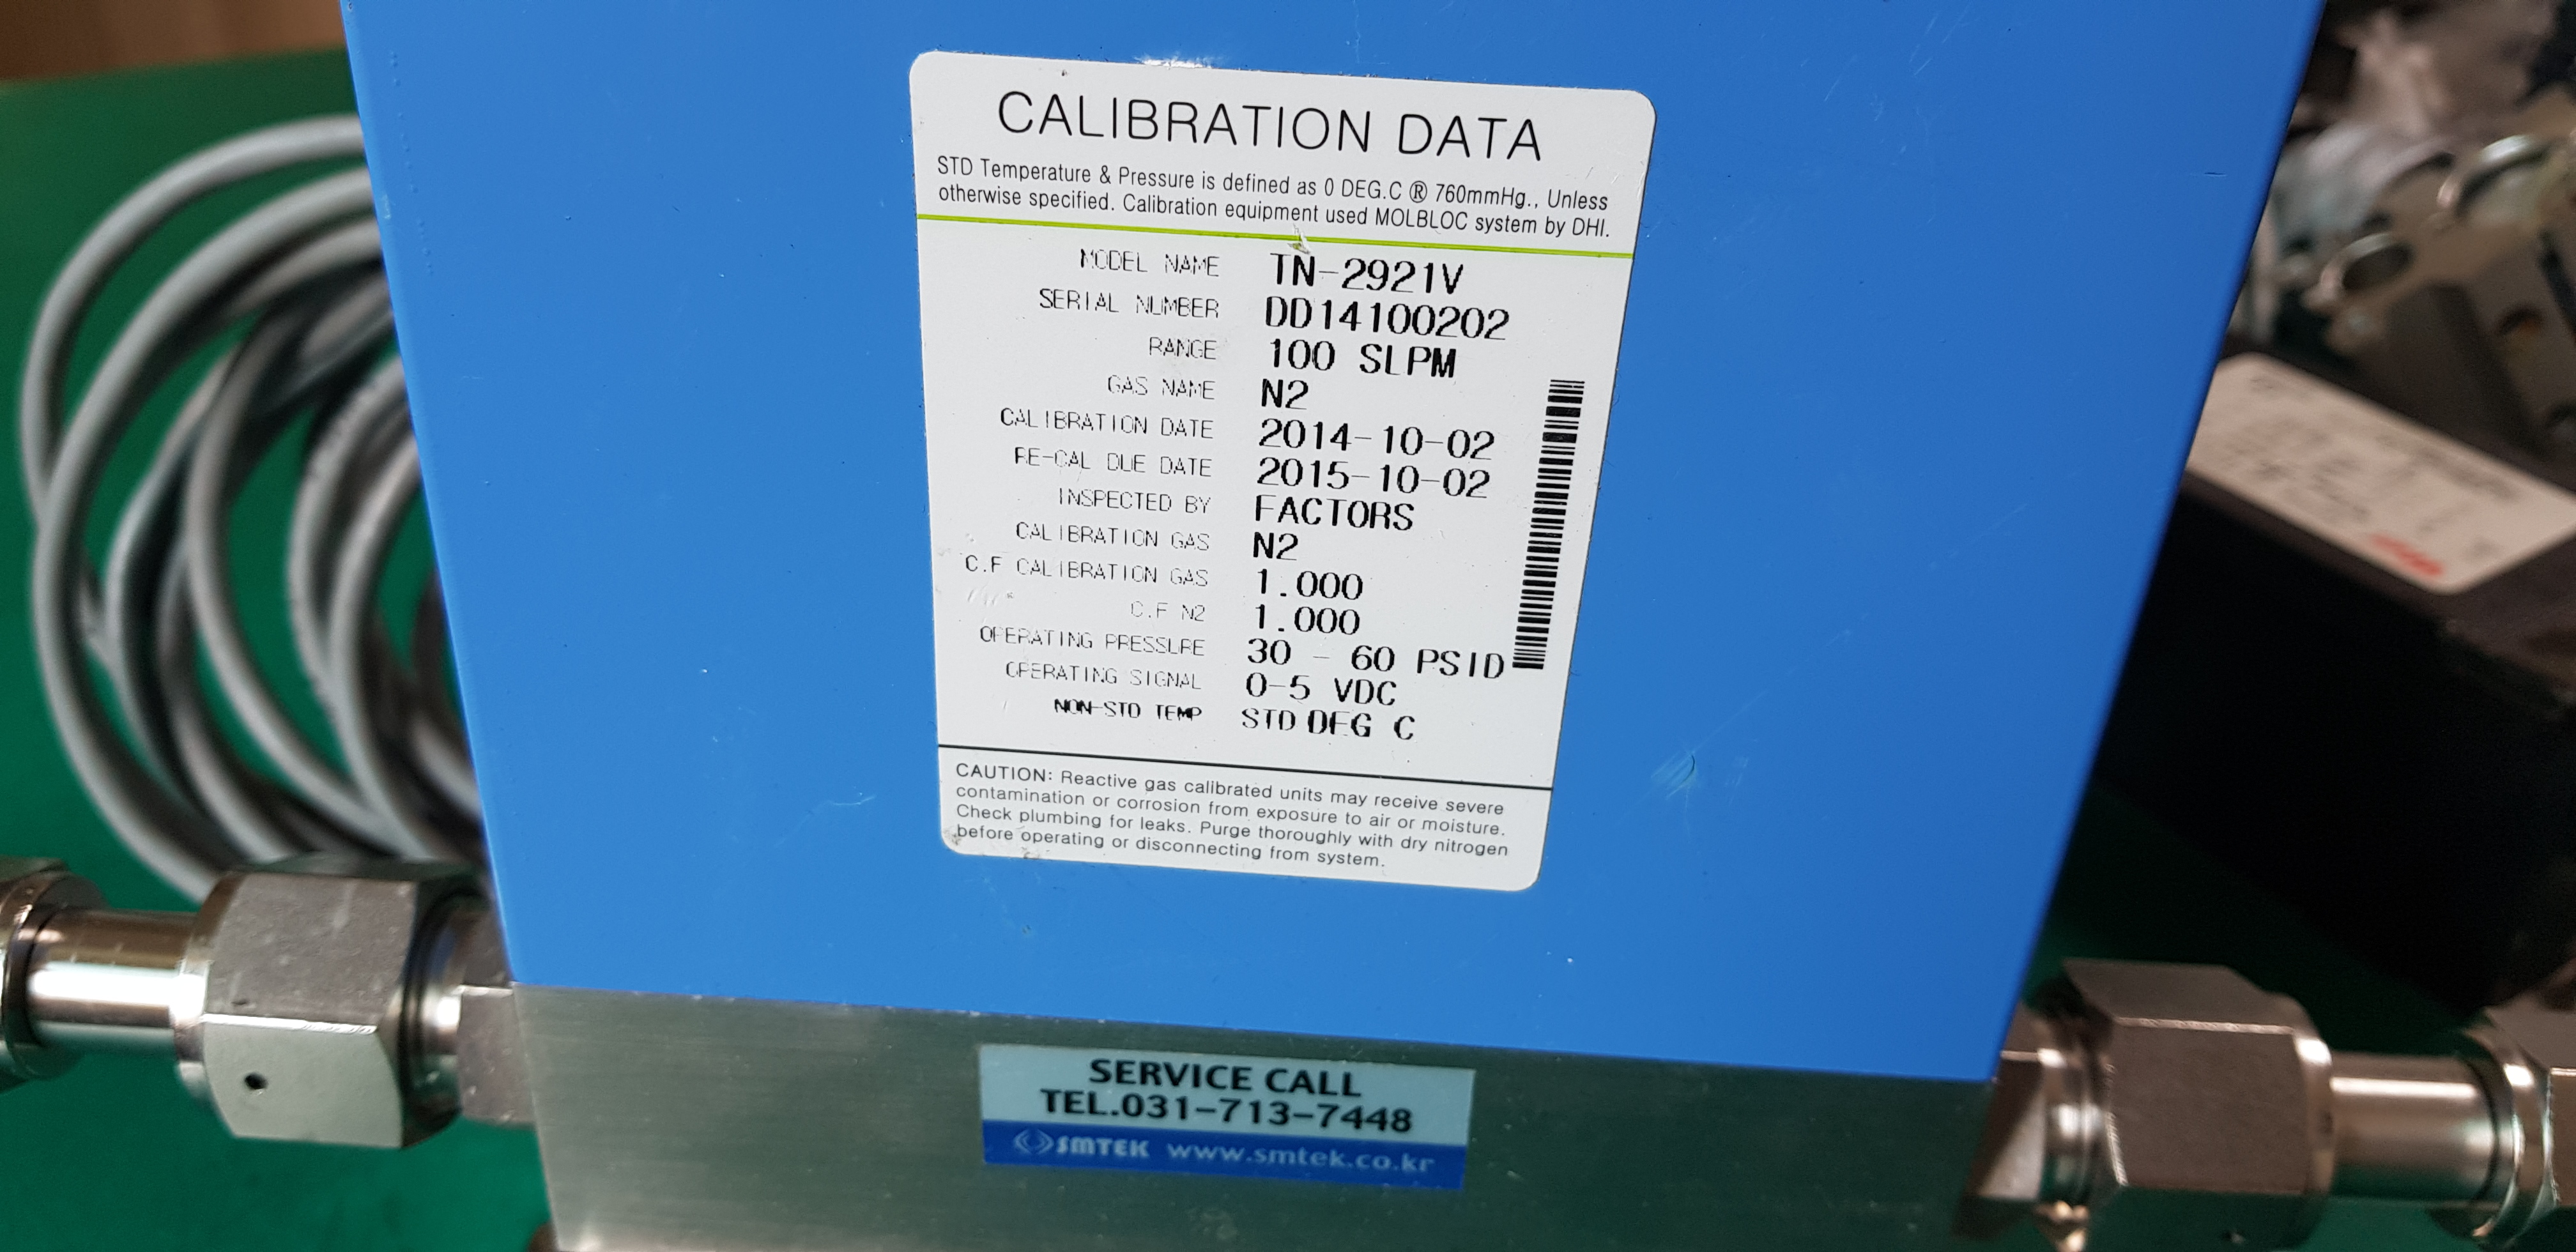 CALIBRATION DATA
STD Temperature & Pressure is defined as 0 DEG.C ® 760mmHg., Unless
otherwise specified. Calibration equipment used MOLBLOC system by DHI.
MODEL NAME TN-2921V
SERIAL NUMBER DD14100202
RANGE 100 SLPM
GAS NAME N2
CALIBRATION DATE 2014-10-02
RE-CAL DUE DATE 2015-10-02
INSPECTED BY FACTORS
CALIBRATION GAS N2
C.F CALIBRATION GAS 1.000
C.F N2 1.000
OPERATING PRESSURE 30 - 60 PSID
OPERATING SIGNAL 0-5 VDC
NON-STD TEMP STD DEG C
CAUTION: Reactive gas calibrated units may receive severe
contamination or corrosion from exposure to air or moisture.
Check plumbing for leaks. Purge thoroughly with dry nitrogen
before operating or disconnecting from system.
SERVICE CALL
TEL.031-713-7448
SMTEK www.smtek.co.kr